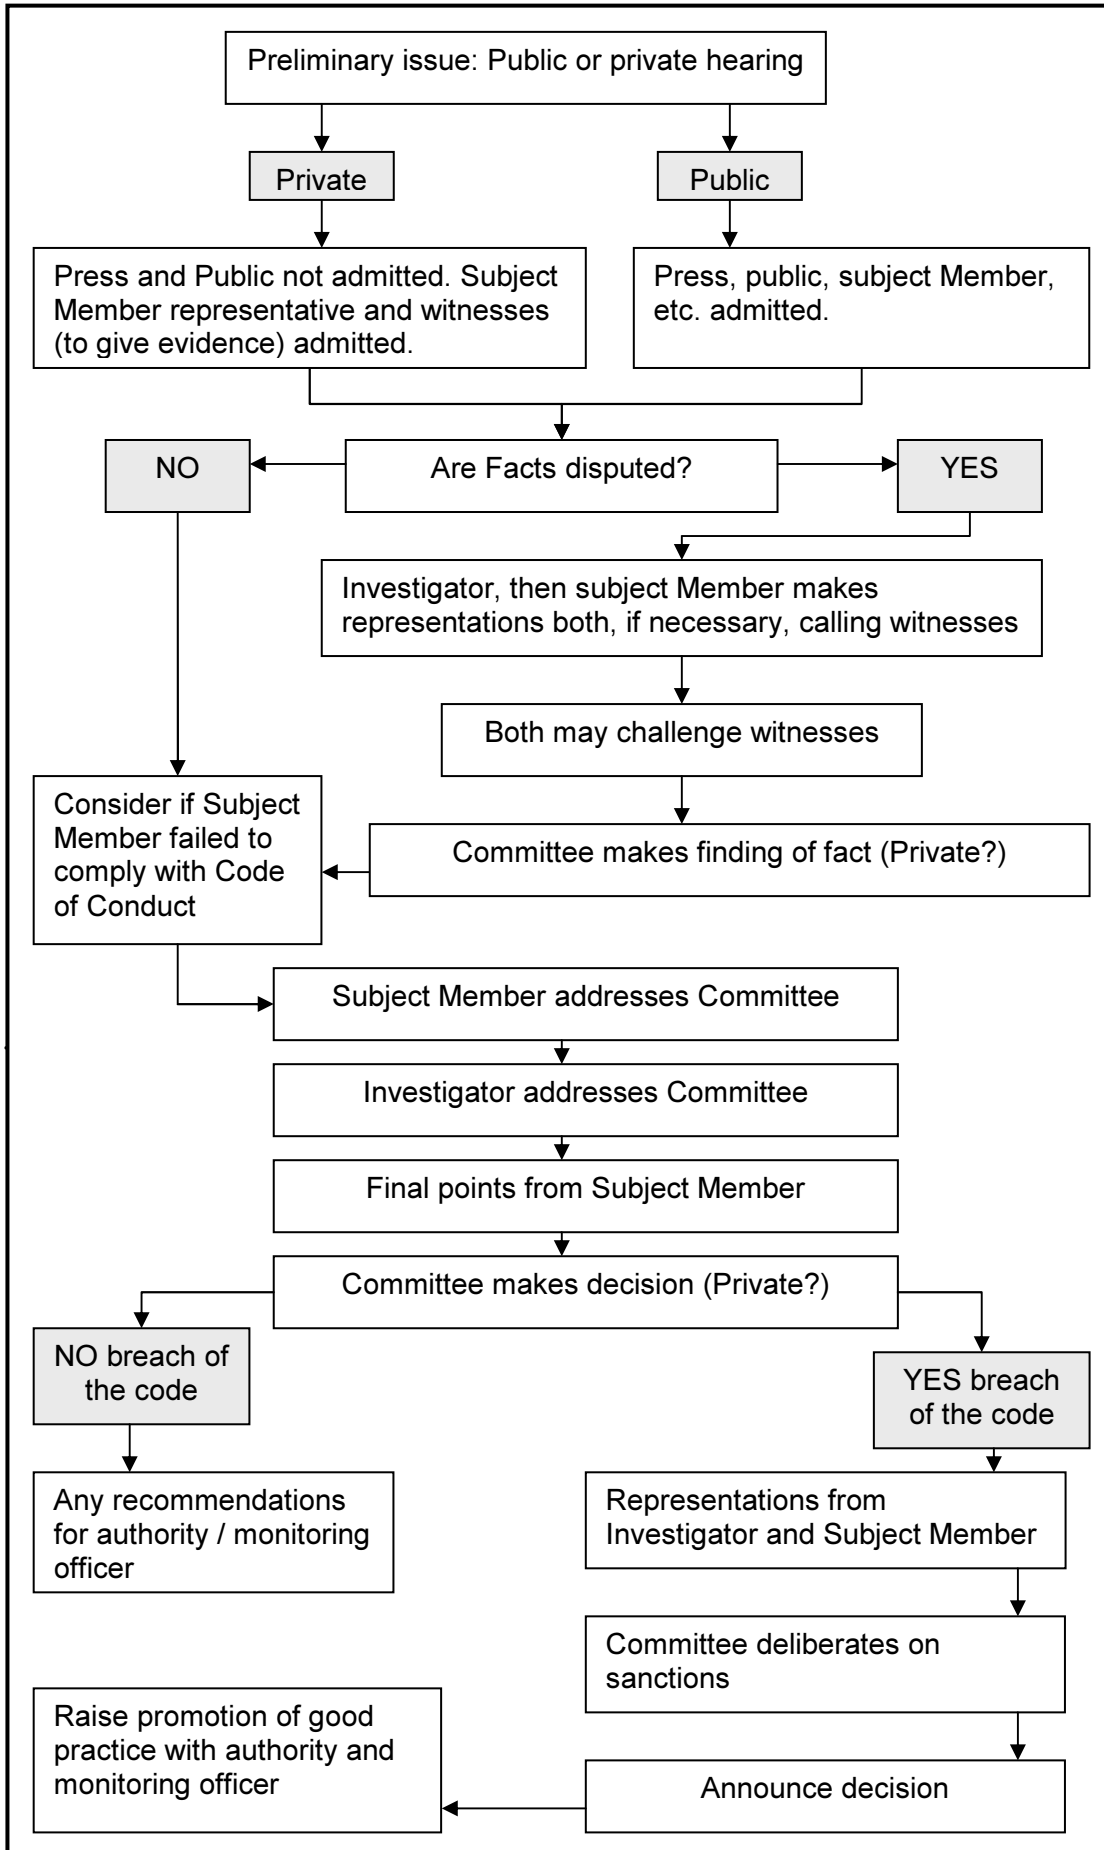 Preliminary issue: Public or private hearing
Private
Public
Press and Public not admitted. Subject
Member representative and witnesses
(to give evidence) admitted.
Press, public, subject Member,
etc. admitted.
NO
Are Facts disputed?
YES
Investigator, then subject Member makes
representations both, if necessary, calling witnesses
Both may challenge witnesses
Consider if Subject
Member failed to
comply with Code
of Conduct
Committee makes finding of fact (Private?)
Subject Member addresses Committee
Investigator addresses Committee
Final points from Subject Member
Committee makes decision (Private?)
NO breach of
the code
YES breach
of the code
Any recommendations
for authority / monitoring
officer
Representations from
Investigator and Subject Member
Committee deliberates on
sanctions
Raise promotion of good
practice with authority and
monitoring officer
Announce decision